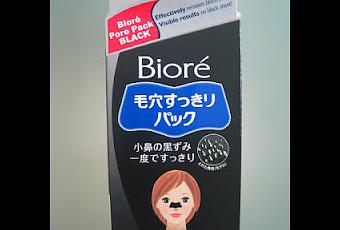 Bioré
Pore Pack
BLACK
Effectively removes
Visible results on black sheet!
Bioré
毛穴すっきり
パック
小鼻の黒ずみ
一度ですっきり